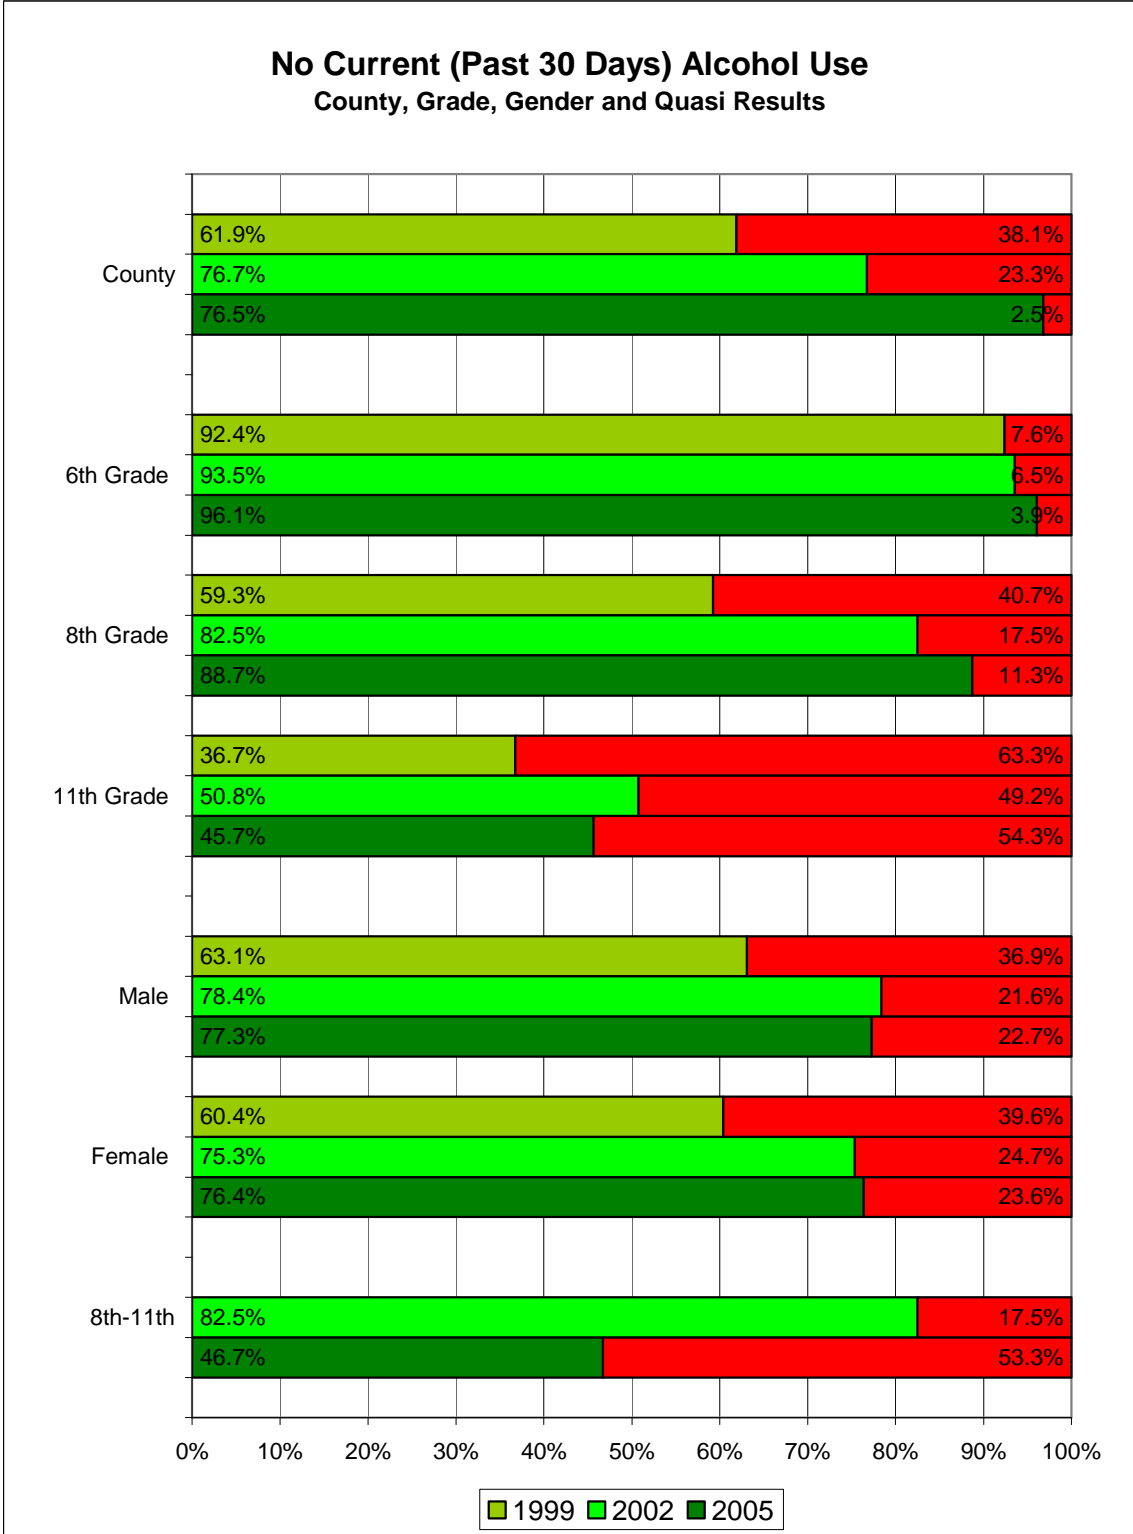 No Current (Past 30 Days) Alcohol Use
County, Grade, Gender and Quasi Results
61.9% 38.1%
County 76.7% 23.3%
76.5% 2.5%
92.4% 7.6%
6th Grade 93.5% 6.5%
96.1% 3.9%
59.3% 40.7%
8th Grade 82.5% 17.5%
88.7% 11.3%
36.7% 63.3%
11th Grade 50.8% 49.2%
45.7% 54.3%
63.1% 36.9%
Male 78.4% 21.6%
77.3% 22.7%
60.4% 39.6%
Female 75.3% 24.7%
76.4% 23.6%
8th-11th 82.5% 17.5%
46.7% 53.3%
0% 10% 20% 30% 40% 50% 60% 70% 80% 90% 100%
1999 2002 2005